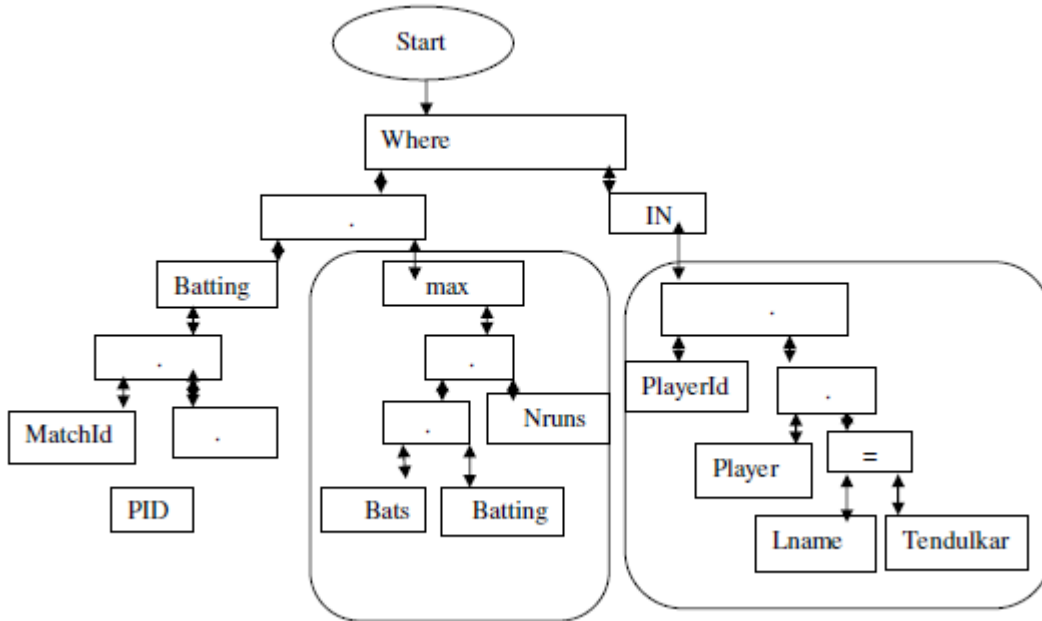 Start
Where
.
IN
Batting
max
.
.
.
PlayerId
.
MatchId
.
.
Nruns
Player
=
PID
Bats
Batting
Lname
Tendulkar